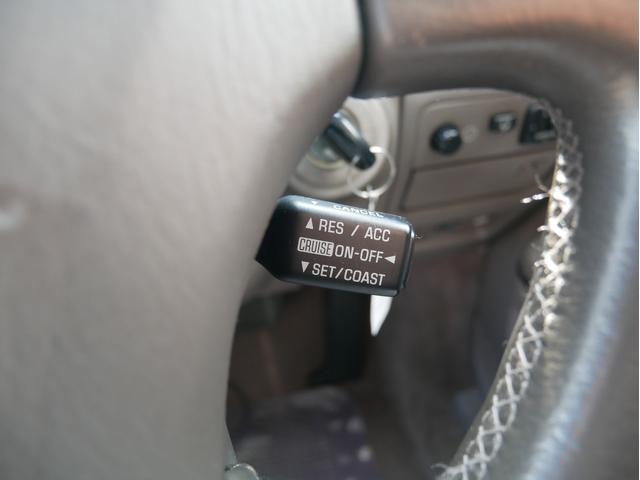 ▼ CANCEL
▲ RES / ACC
CRUISE ON-OFF ◄
▼ SET/COAST